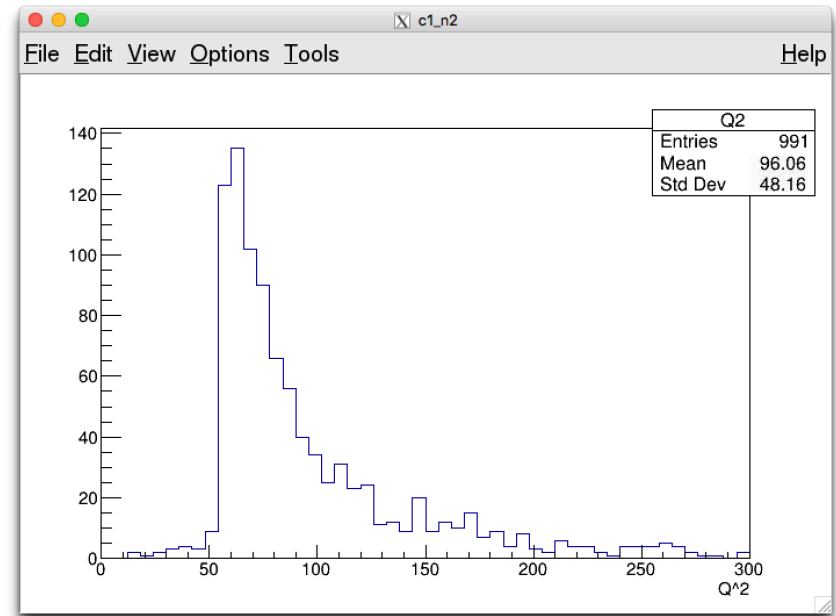 c1_n2
File Edit View Options Tools Help
Q2
Entries 991
Mean 96.06
Std Dev 48.16
140
120
100
80
60
40
20
0
0 50 100 150 200 250 300
Q^2